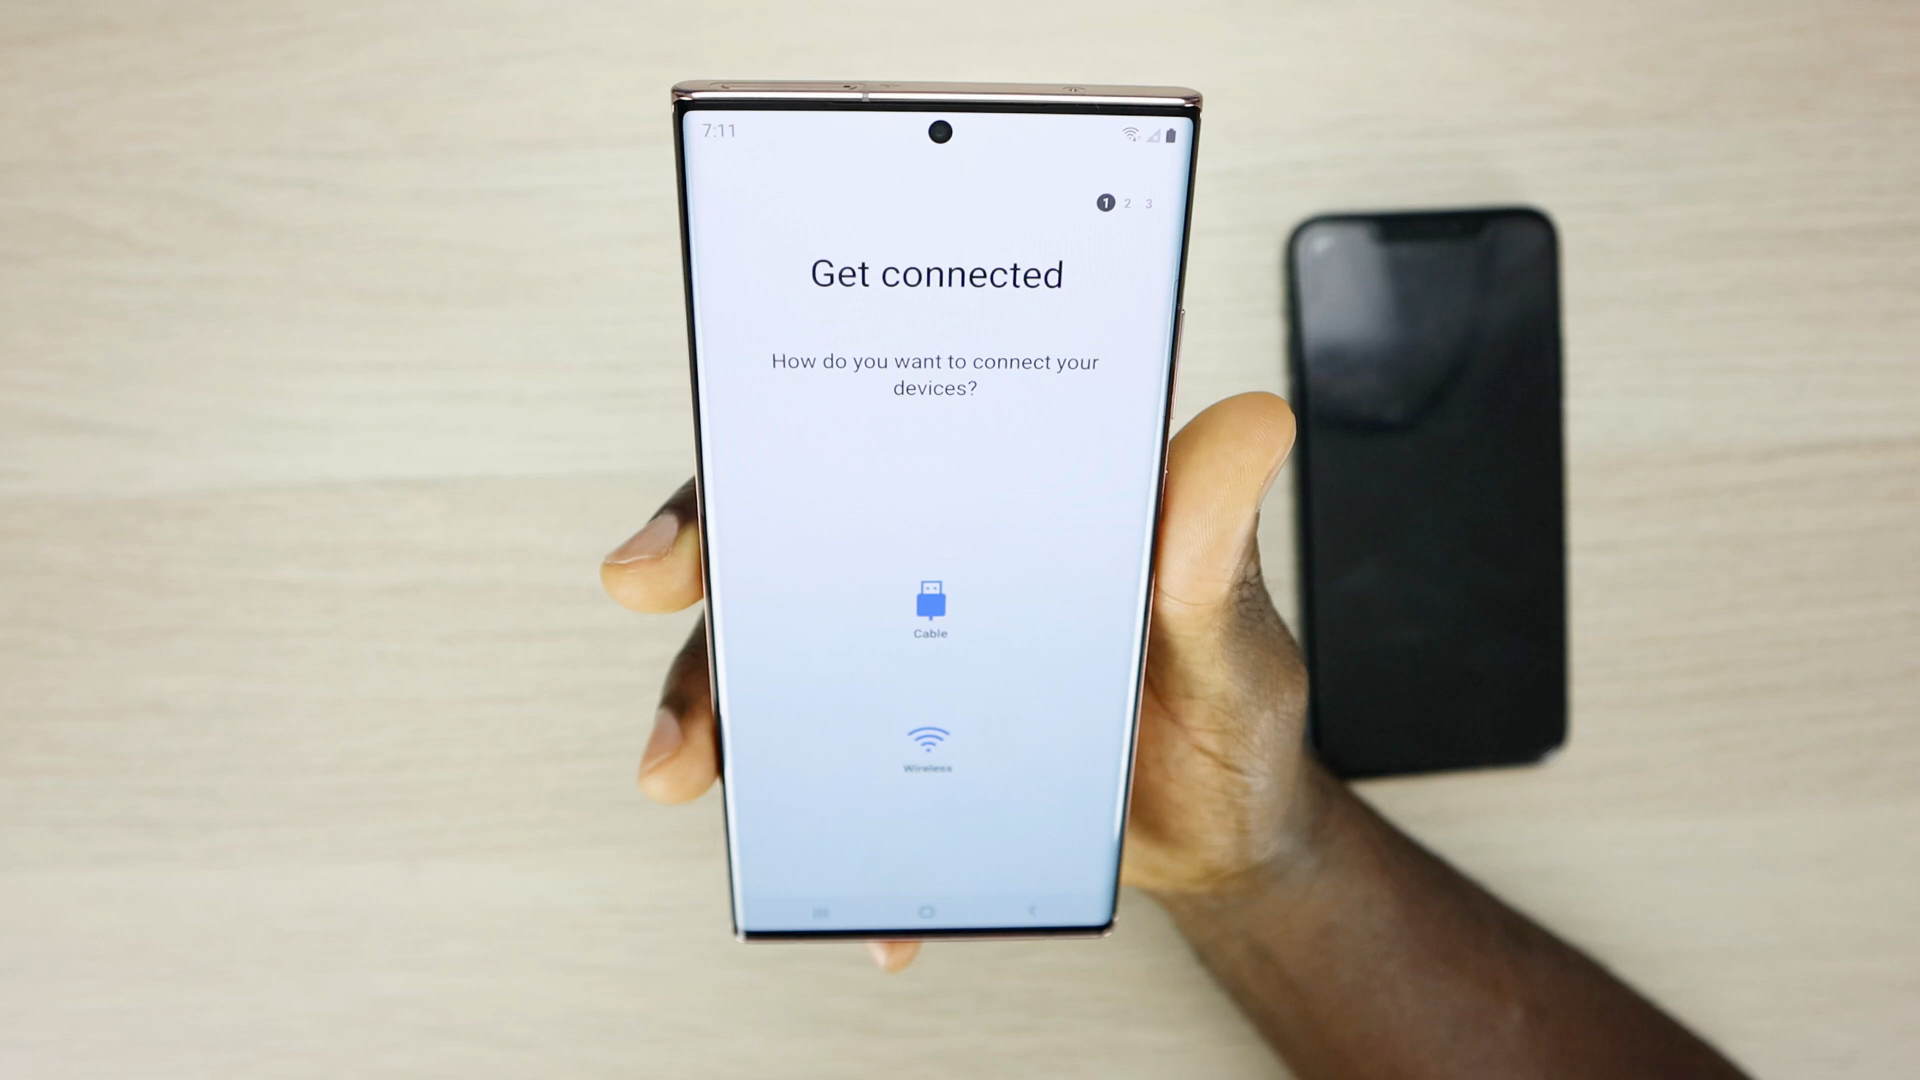 7:11
1 2 3
Get connected
How do you want to connect your
devices?
Cable
Wireless